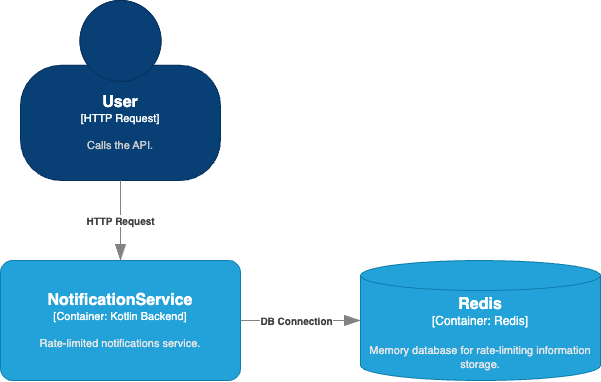 User
[HTTP Request]
Calls the API.
HTTP Request
NotificationService
[Container: Kotlin Backend]
Rate-limited notifications service.
DB Connection
Redis
[Container: Redis]
Memory database for rate-limiting information
storage.